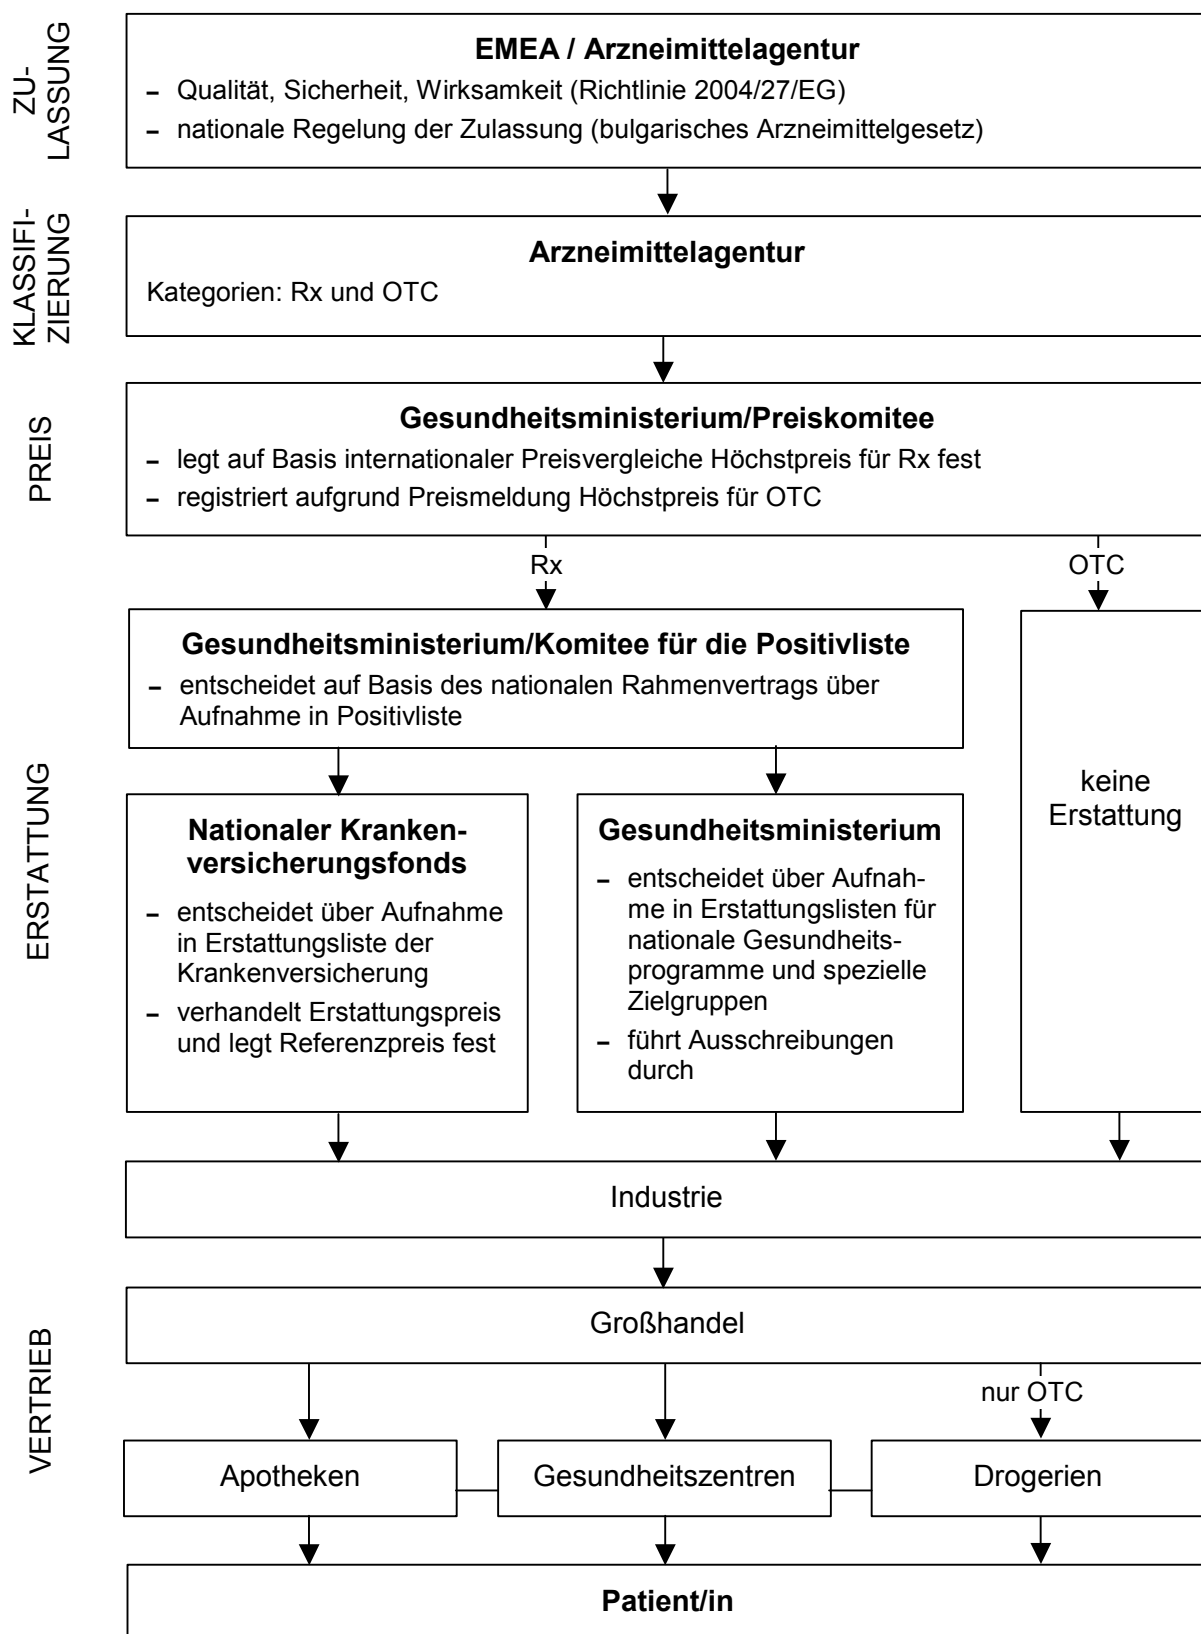 ZU-
LASSUNG
EMEA / Arzneimittelagentur
– Qualität, Sicherheit, Wirksamkeit (Richtlinie 2004/27/EG)
– nationale Regelung der Zulassung (bulgarisches Arzneimittelgesetz)
KLASSIFI-
ZIERUNG
Arzneimittelagentur
Kategorien: Rx und OTC
PREIS
Gesundheitsministerium/Preiskomitee
– legt auf Basis internationaler Preisvergleiche Höchstpreis für Rx fest
– registriert aufgrund Preismeldung Höchstpreis für OTC
Rx
OTC
ERSTATTUNG
Gesundheitsministerium/Komitee für die Positivliste
– entscheidet auf Basis des nationalen Rahmenvertrags über
Aufnahme in Positivliste
Nationaler Kranken-
versicherungsfonds
– entscheidet über Aufnahme
in Erstattungsliste der
Krankenversicherung
– verhandelt Erstattungspreis
und legt Referenzpreis fest
Gesundheitsministerium
– entscheidet über Aufnah-
me in Erstattungslisten für
nationale Gesundheits-
programme und spezielle
Zielgruppen
– führt Ausschreibungen
durch
keine
Erstattung
Industrie
VERTRIEB
Großhandel
nur OTC
Apotheken
Gesundheitszentren
Drogerien
Patient/in